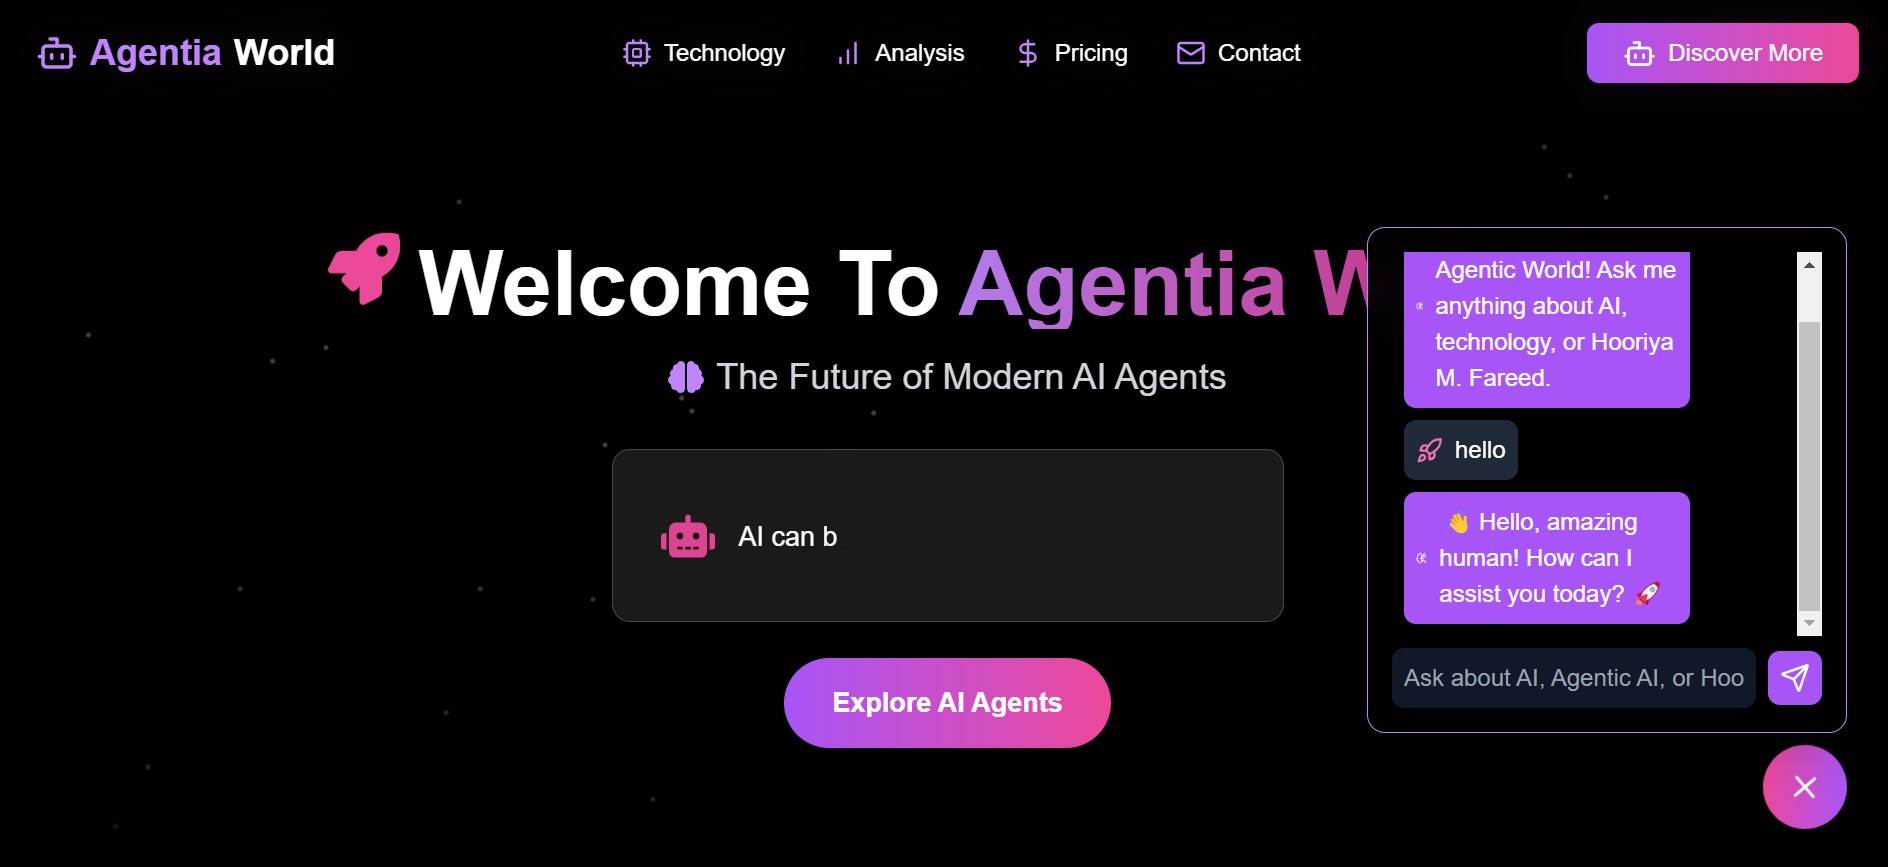 Agentia World
Technology
Analysis
Pricing
Contact
Discover More
Welcome To Agentia W
The Future of Modern AI Agents
AI can b
Explore AI Agents
Agentic World! Ask me
anything about AI,
technology, or Hooriya
M. Fareed.
hello
👋 Hello, amazing
human! How can I
assist you today? 🚀
Ask about AI, Agentic AI, or Hoo